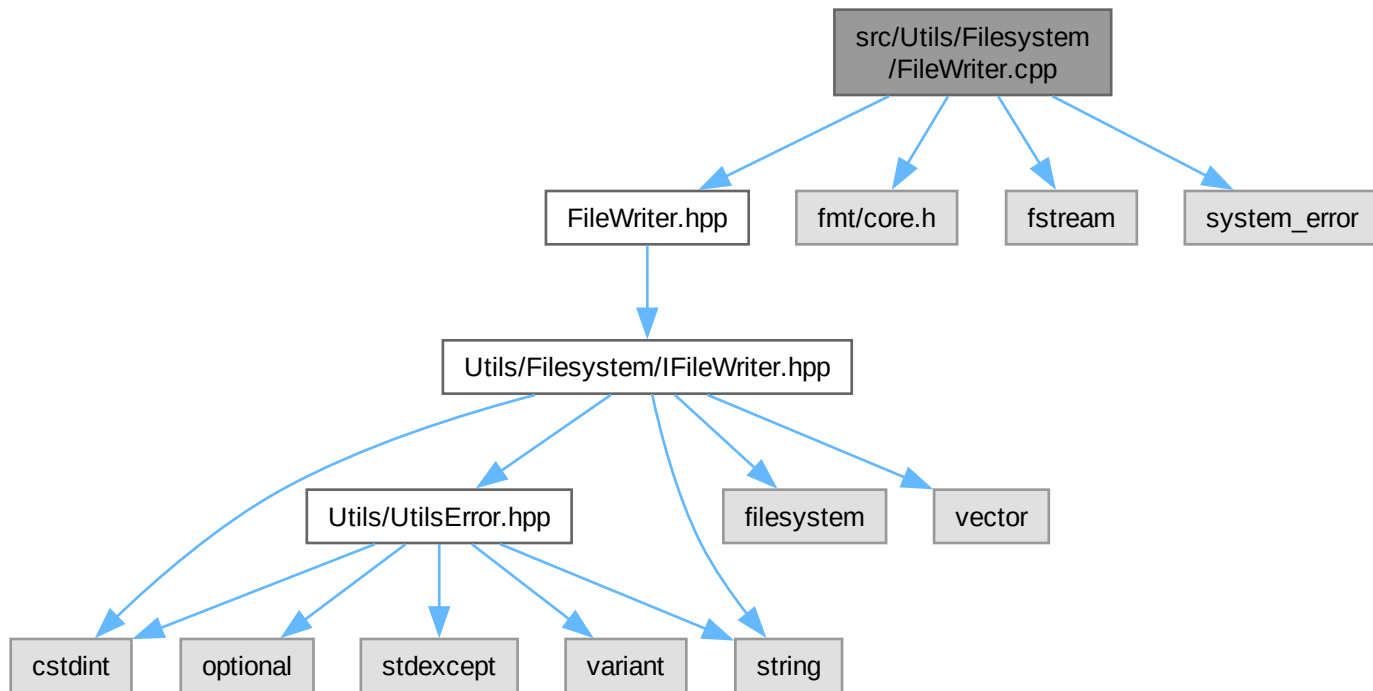 src/Utils/Filesystem
/FileWriter.cpp
FileWriter.hpp
fmt/core.h
fstream
system_error
Utils/Filesystem/IFileWriter.hpp
Utils/UtilsError.hpp
filesystem
vector
cstdint
optional
stdexcept
variant
string